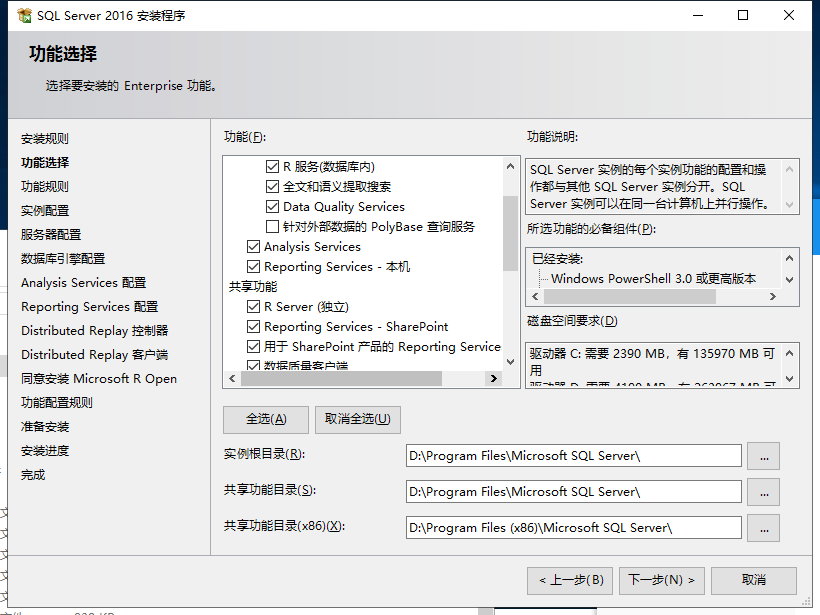 SQL Server 2016 安装程序
功能选择
选择要安装的 Enterprise 功能。
安装规则
功能选择
功能规则
实例配置
服务器配置
数据库引擎配置
Analysis Services 配置
Reporting Services 配置
Distributed Replay 控制器
Distributed Replay 客户端
同意安装 Microsoft R Open
功能配置规则
准备安装
安装进度
完成
功能(F):
R 服务(数据库内)
全文和语义提取搜索
Data Quality Services
针对外部数据的 PolyBase 查询服务
Analysis Services
Reporting Services - 本机
共享功能
R Server (独立)
Reporting Services - SharePoint
用于 SharePoint 产品的 Reporting Service
数据质量客户端
全选(A)
取消全选(U)
功能说明:
SQL Server 实例的每个实例功能的配置和操
作都与其他 SQL Server 实例分开。SQL
Server 实例可以在同一台计算机上并行操作。
所选功能的必备组件(P):
已经安装:
Windows PowerShell 3.0 或更高版本
磁盘空间要求(D)
驱动器 C: 需要 2390 MB，有 135970 MB 可
用
实例根目录(R):
D:\Program Files\Microsoft SQL Server\
...
共享功能目录(S):
D:\Program Files\Microsoft SQL Server\
...
共享功能目录(x86)(X):
D:\Program Files (x86)\Microsoft SQL Server\
...
< 上一步(B)
下一步(N) >
取消